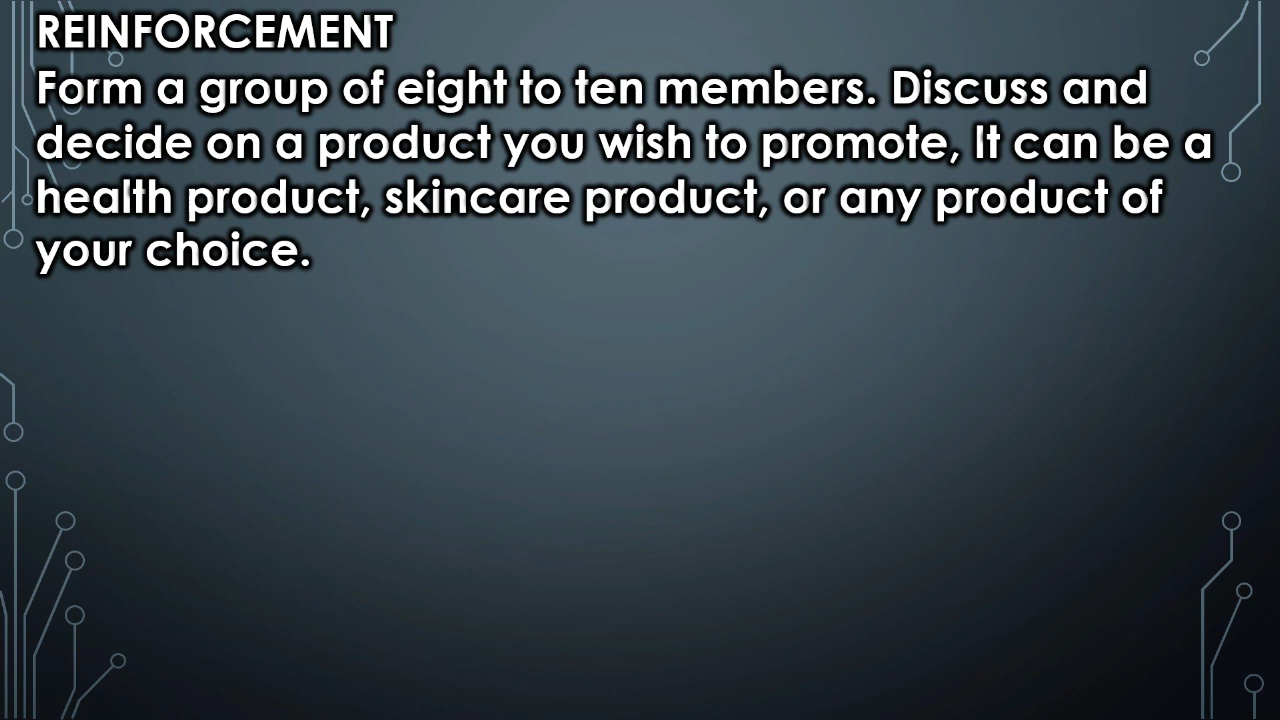 REINFORCEMENT
Form a group of eight to ten members. Discuss and
decide on a product you wish to promote, It can be a
health product, skincare product, or any product of
your choice.